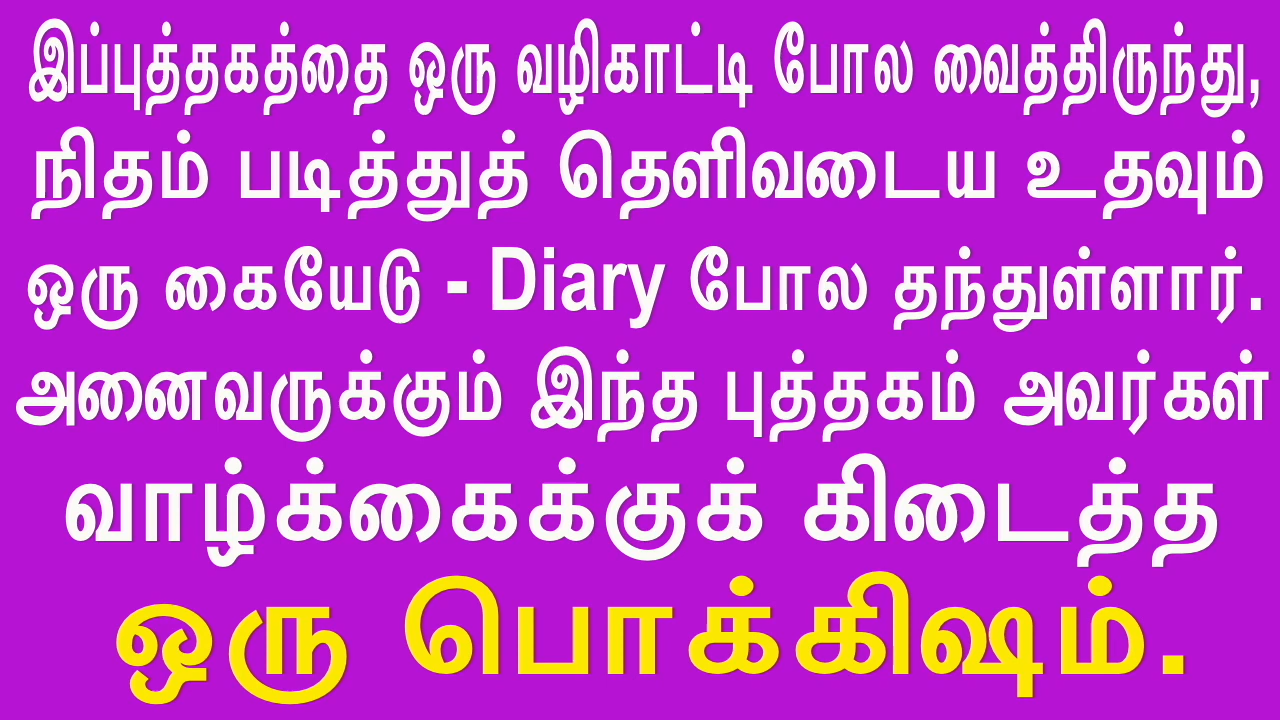 இப்புத்தகத்தை ஒரு வழிகாட்டி போல வைத்திருந்து,
நிதம் படித்துத் தெளிவடைய உதவும்
ஒரு கையேடு - Diary போல தந்துள்ளார்.
அனைவருக்கும் இந்த புத்தகம் அவர்கள்
வாழ்க்கைக்குக் கிடைத்த
ஒரு பொக்கிஷம்.